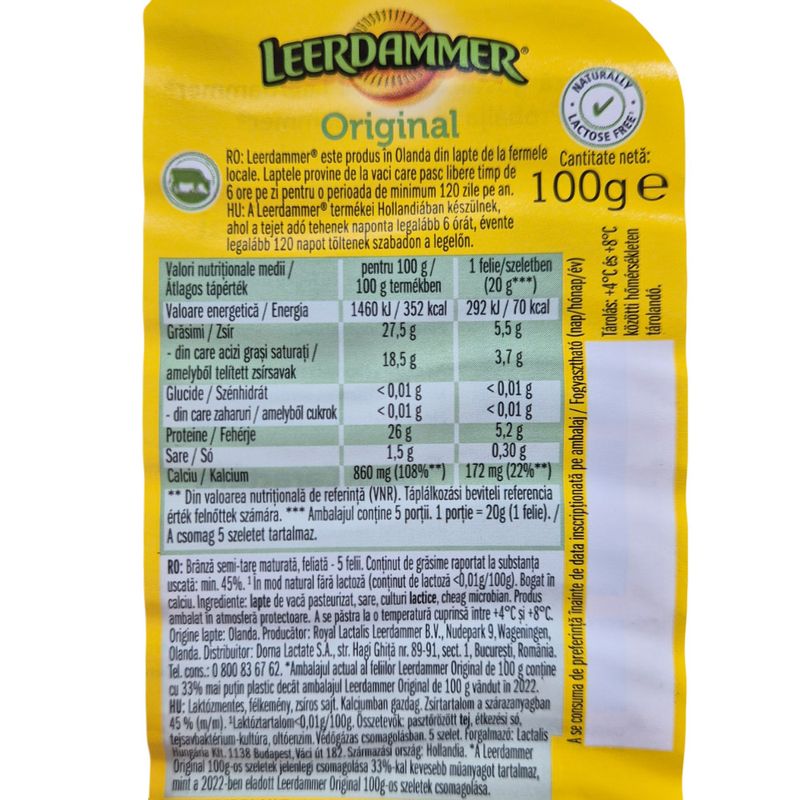 LEERDAMMER®
Original
NATURALLY
LACTOSE FREE¹
RO: Leerdammer® este produs în Olanda din lapte de la fermele
locale. Laptele provine de la vaci care pasc libere timp de
6 ore pe zi pentru o perioada de minimum 120 zile pe an.
HU: A Leerdammer® termékei Hollandiában készülnek,
ahol a tejet adó tehenek naponta legalább 6 órát, évente
legalább 120 napot töltenek szabadon a legelőn.
Cantitate netă:
100g e
Valori nutriționale medii / pentru 100 g / 1 felie/szeletben
Átlagos tápérték 100 g termékben (20 g***)
Valoare energetică / Energia 1460 kJ / 352 kcal 292 kJ / 70 kcal
Grăsimi / Zsír 27,5 g 5,5 g
- din care acizi grași saturați /
amelyből telített zsírsavak 18,5 g 3,7 g
Glucide / Szénhidrát <0,01 g <0,01 g
- din care zaharuri / amelyből cukrok <0,01 g <0,01 g
Proteine / Fehérje 26 g 5,2 g
Sare / Só 1,5 g 0,30 g
Calciu / Kalcium 860 mg (108%**) 172 mg (22%**)
** Din valoarea nutrițională de referința (VNR). Táplálkozási beviteli referencia
érték felnőttek számára. *** Ambalajul conține 5 porții. 1 porție = 20g (1 felie). /
A csomag 5 szeletet tartalmaz.
RO: Brânză semi-tare maturată, feliată - 5 felii. Conținut de grăsime raportat la substanța
uscată: min. 45%. ¹ În mod natural fără lactoză (conținut de lactoză <0,01g/100g). Bogat în
calciu. Ingrediente: lapte de vacă pasteurizat, sare, culturi lactice, cheag microbian. Produs
ambalat în atmosferă protectoare. A se păstra la o temperatură cuprinsă între +4°C și +8°C.
Origine lapte: Olanda. Producător: Royal Lactalis Leerdammer B.V., Nudepark 9, Wageningen,
Olanda. Distribuitor: Dorna Lactate S.A., str. Hagi Ghiță nr. 89-91, sect. 1, București, România.
Tel. cons.: 0 800 83 67 62. *Ambalajul actual al feliilor Leerdammer Original de 100 g conține
cu 33% mai puțin plastic decât ambalajul Leerdammer Original de 100 g vândut în 2022.
HU: Laktózmentes, félkemény, zsíros sajt. Kalciumban gazdag. Zsírtartalom a szárazanyagban
45 % (m/m). ¹Laktóztartalom<0,01g/100g. Összetevők: pasztőrözött tej, étkezési só,
tejsavbaktérium-kultúra, oltóenzim. Védőgázas csomagolásban. 5 szelet. Forgalmazó: Lactalis
Hungária Kft. 1138 Budapest, Váci út 182. Származási ország: Hollandia. *A Leerdammer
Original 100g-os szeletek jelenlegi csomagolása 33%-kal kevesebb műanyagot tartalmaz,
mint a 2022-ben eladott Leerdammer Original 100g-os szeletek csomagolása.
A se consuma de preferință înainte de data inscripționată pe ambalaj / Fogyasztható (nap/hónap/év)
Tárolás: +4°C és +8°C
közötti hőmérsékleten
tárolandó.